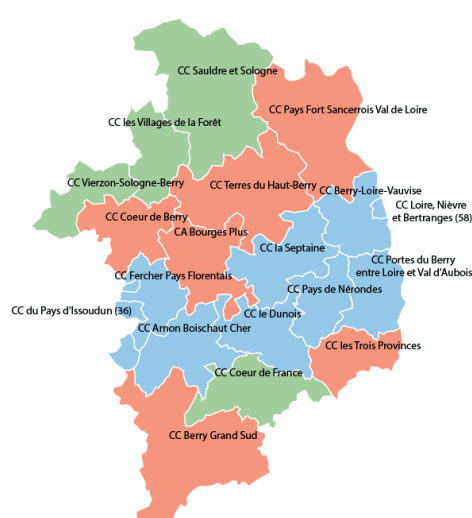 CC Sauldre et Sologne
CC Pays Fort Sancerrois Val de Loire
CC les Villages de la Forêt
CC Vierzon-Sologne-Berry
CC Terres du Haut-Berry
CC Berry-Loire-Vauvise
CC Loire, Nièvre
et Bertranges (58)
CC Coeur de Berry
CA Bourges Plus
CC la Septaine
CC Portes du Berry
entre Loire et Val d'Aubois
CC Fercher Pays Florentais
CC Pays de Nérondes
CC du Pays d'Issoudun (36)
CC le Dunois
CC Arnon Boischaut Cher
CC les Trois Provinces
CC Coeur de France
CC Berry Grand Sud